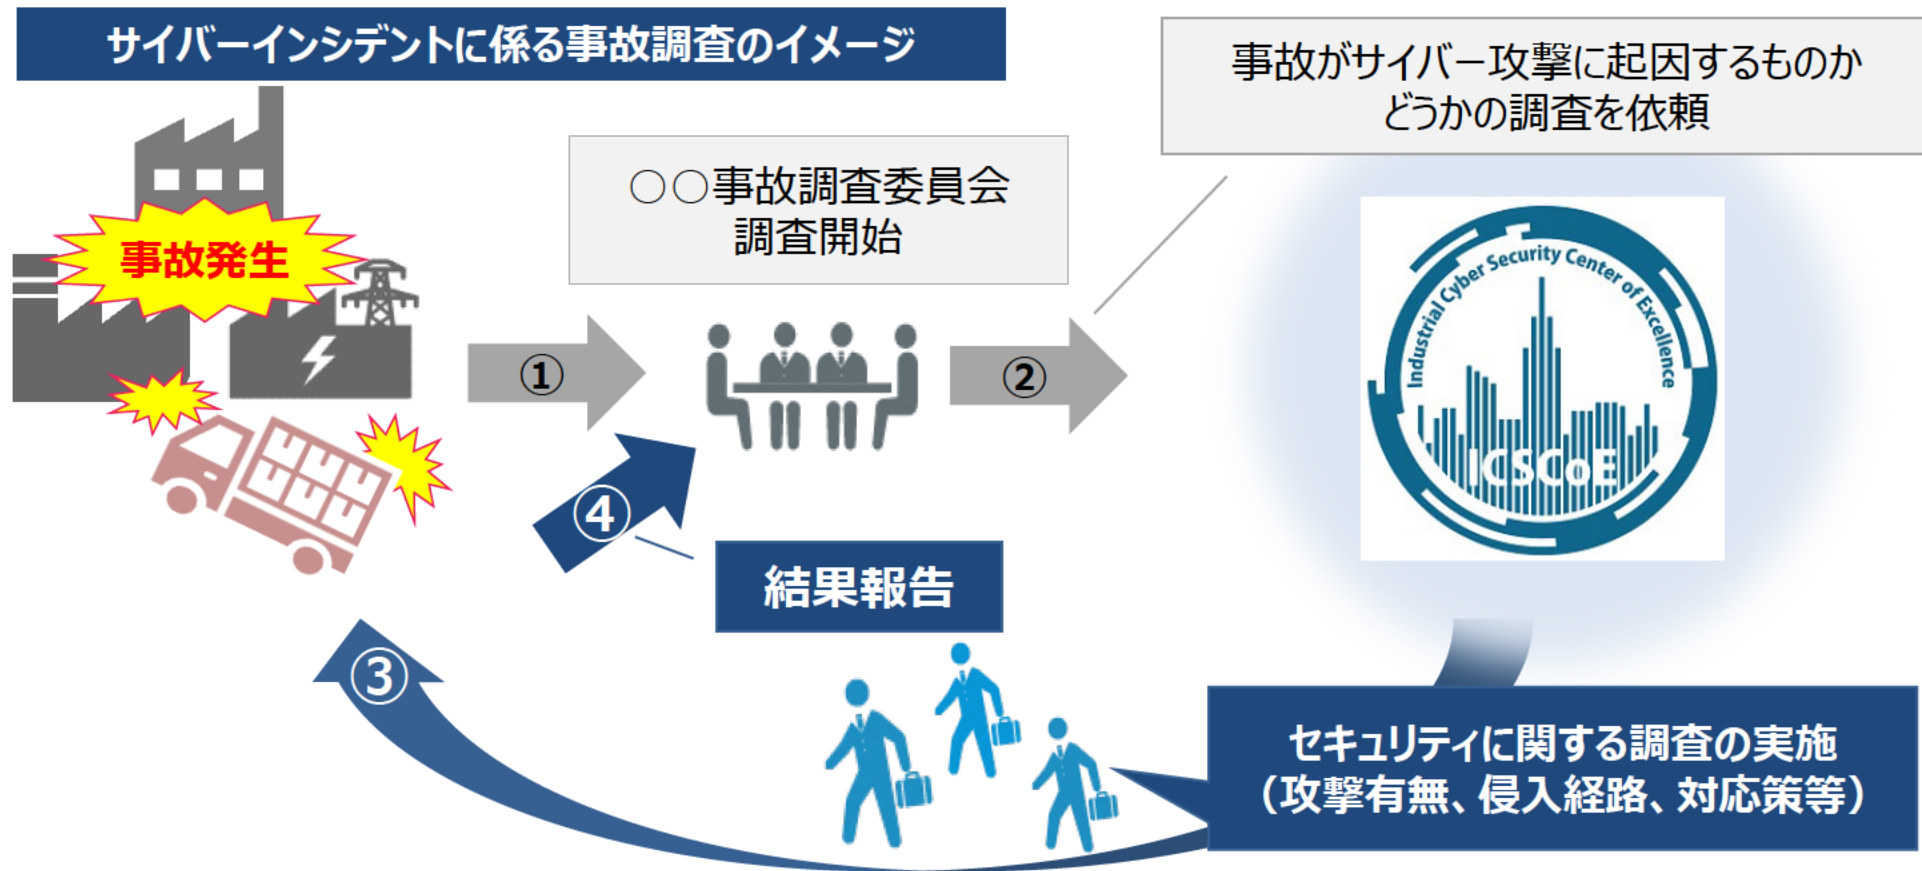 サイバーインシデントに係る事故調査のイメージ
事故がサイバー攻撃に起因するものか
どうかの調査を依頼
○○事故調査委員会
調査開始
事故発生
①
②
Industrial Cyber Security Center of Excellence
ICSCoE
④
結果報告
③
セキュリティに関する調査の実施
（攻撃有無、侵入経路、対応策等）